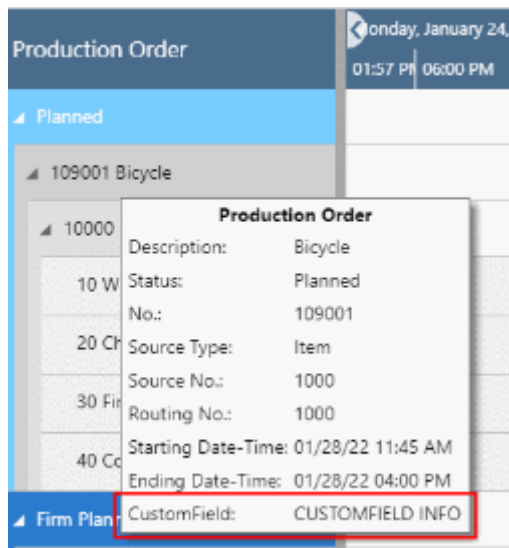 Production Order
onday, January 24,
01:57 PM 06:00 PM
Planned
109001 Bicycle
10000
Production Order
Description: Bicycle
10 W
Status: Planned
No.: 109001
20 Ch
Source Type: Item
Source No.: 1000
30 Fir
Routing No.: 1000
Starting Date-Time: 01/28/22 11:45 AM
40 Co
Ending Date-Time: 01/28/22 04:00 PM
Firm Plan
CustomField: CUSTOMFIELD INFO